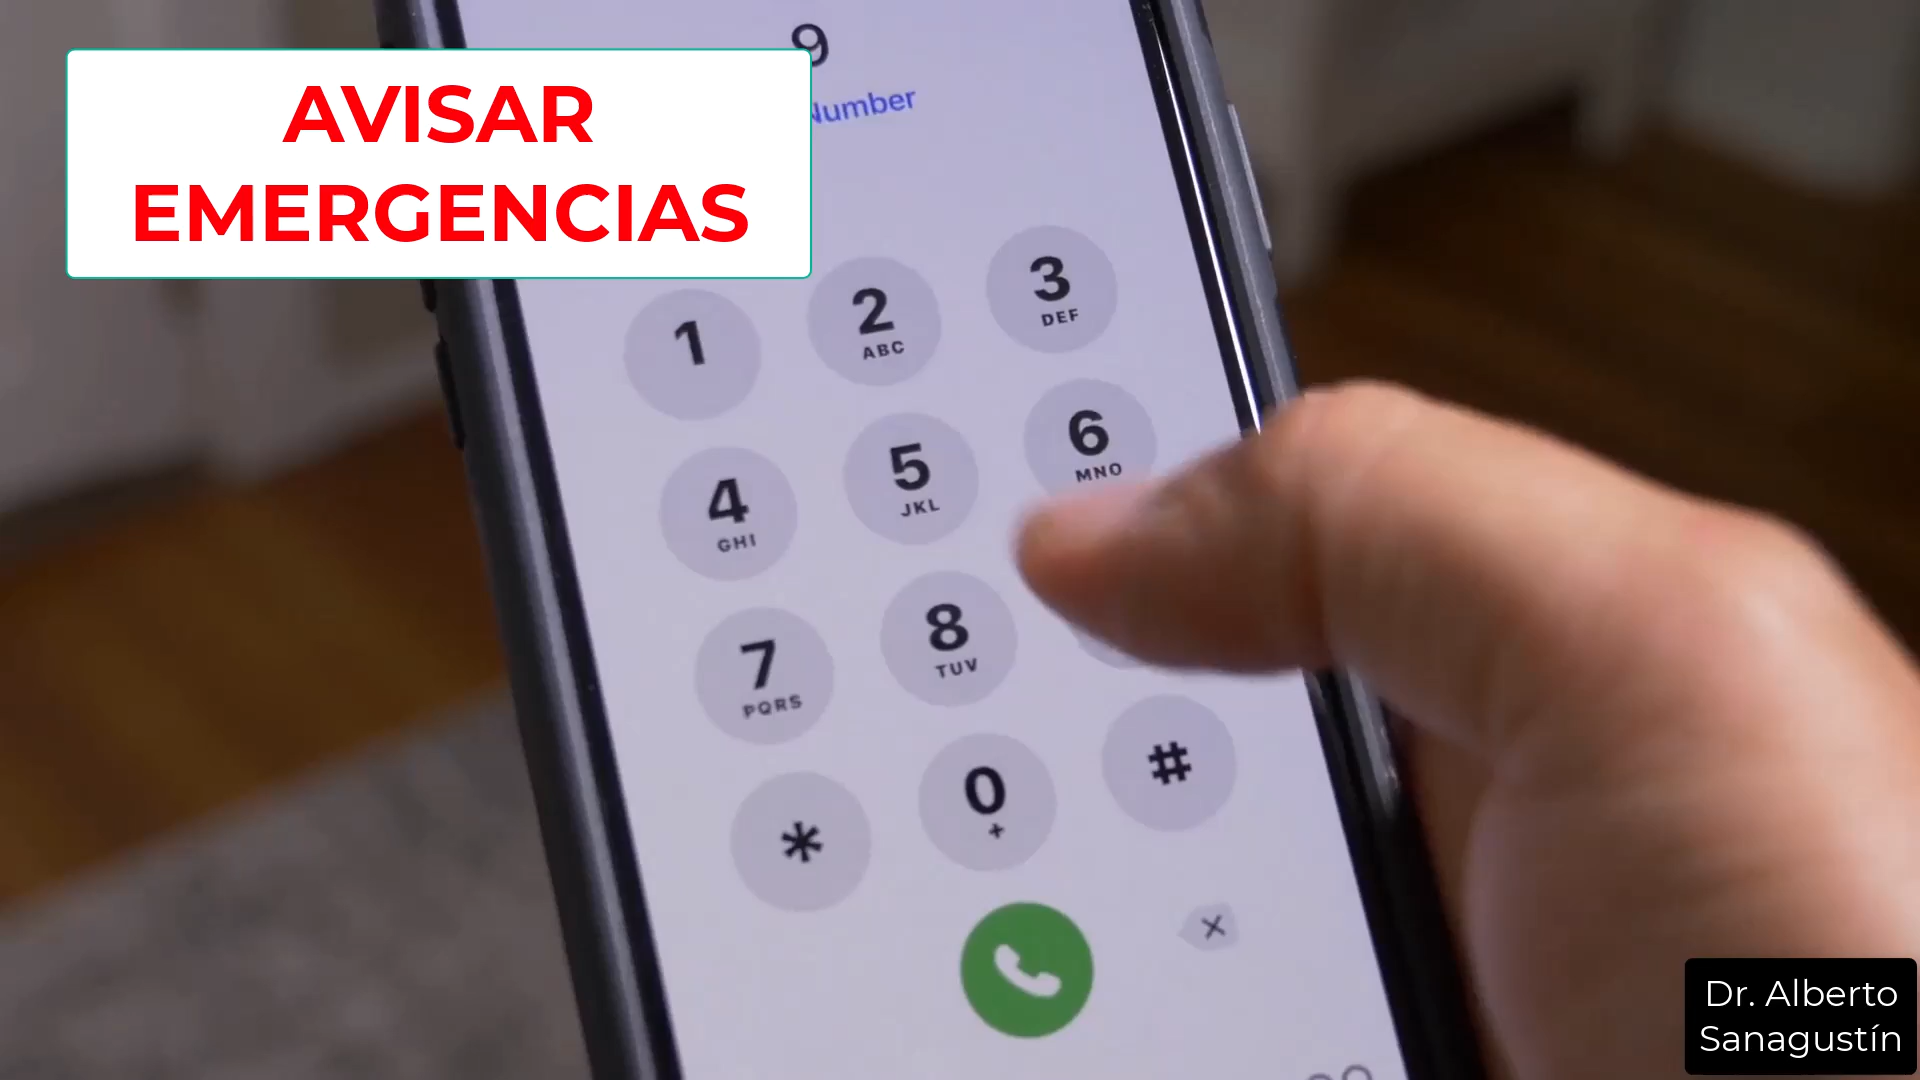 AVISAR
EMERGENCIAS
9
Number
1
2
ABC
3
DEF
4
GHI
5
JKL
6
MNO
7
PQRS
8
TUV
*
0
+
#
Dr. Alberto
Sanagustín